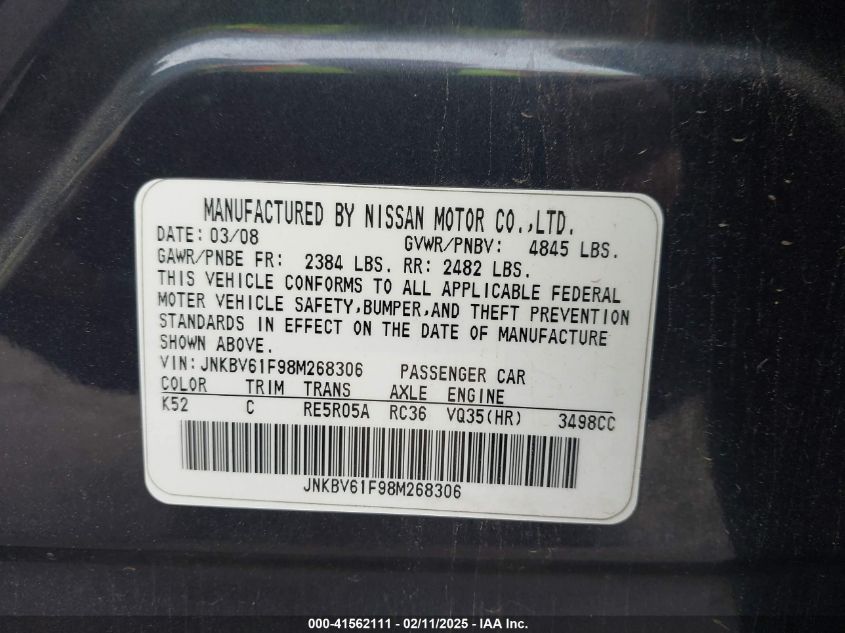 MANUFACTURED BY NISSAN MOTOR CO.,LTD.
DATE: 03/08 GVWR/PNBV: 4845 LBS.
GAWR/PNBE FR: 2384 LBS. RR: 2482 LBS.
THIS VEHICLE CONFORMS TO ALL APPLICABLE FEDERAL
MOTER VEHICLE SAFETY,BUMPER,AND THEFT PREVENTION
STANDARDS IN EFFECT ON THE DATE OF MANUFACTURE
SHOWN ABOVE.
VIN:JNKBV61F98M268306 PASSENGER CAR
COLOR TRIM TRANS AXLE ENGINE
K52 C RE5R05A RC36 VQ35(HR) 3498CC
JNKBV61F98M268306
000-41562111 - 02/11/2025 - IAA Inc.